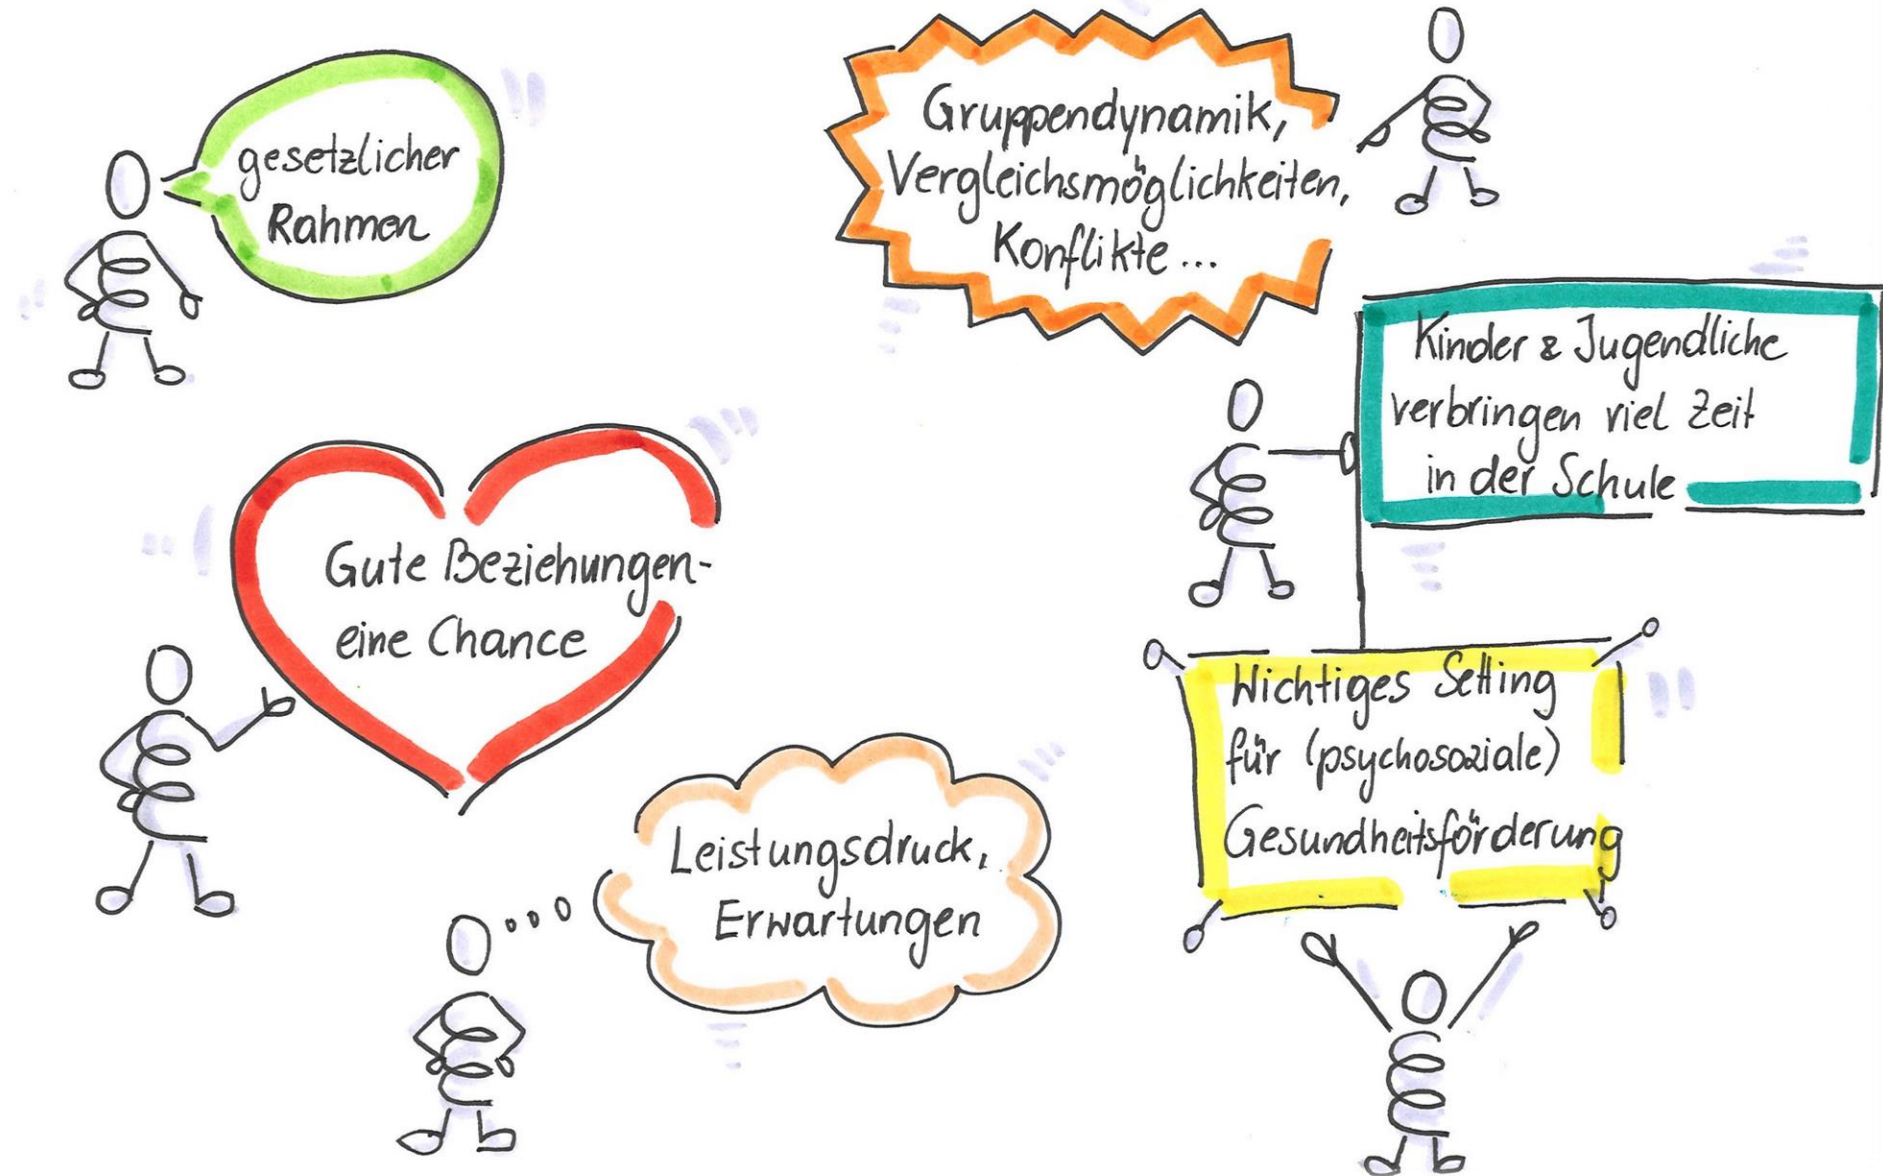 gesetzlicher
Rahmen
Gruppendynamik,
Vergleichsmöglichkeiten,
Konflikte...
Kinder & Jugendliche
verbringen viel Zeit
in der Schule
Gute Beziehungen-
eine Chance
Wichtiges Setting
für (psychosoziale)
Gesundheitsförderung
Leistungsdruck,
Erwartungen